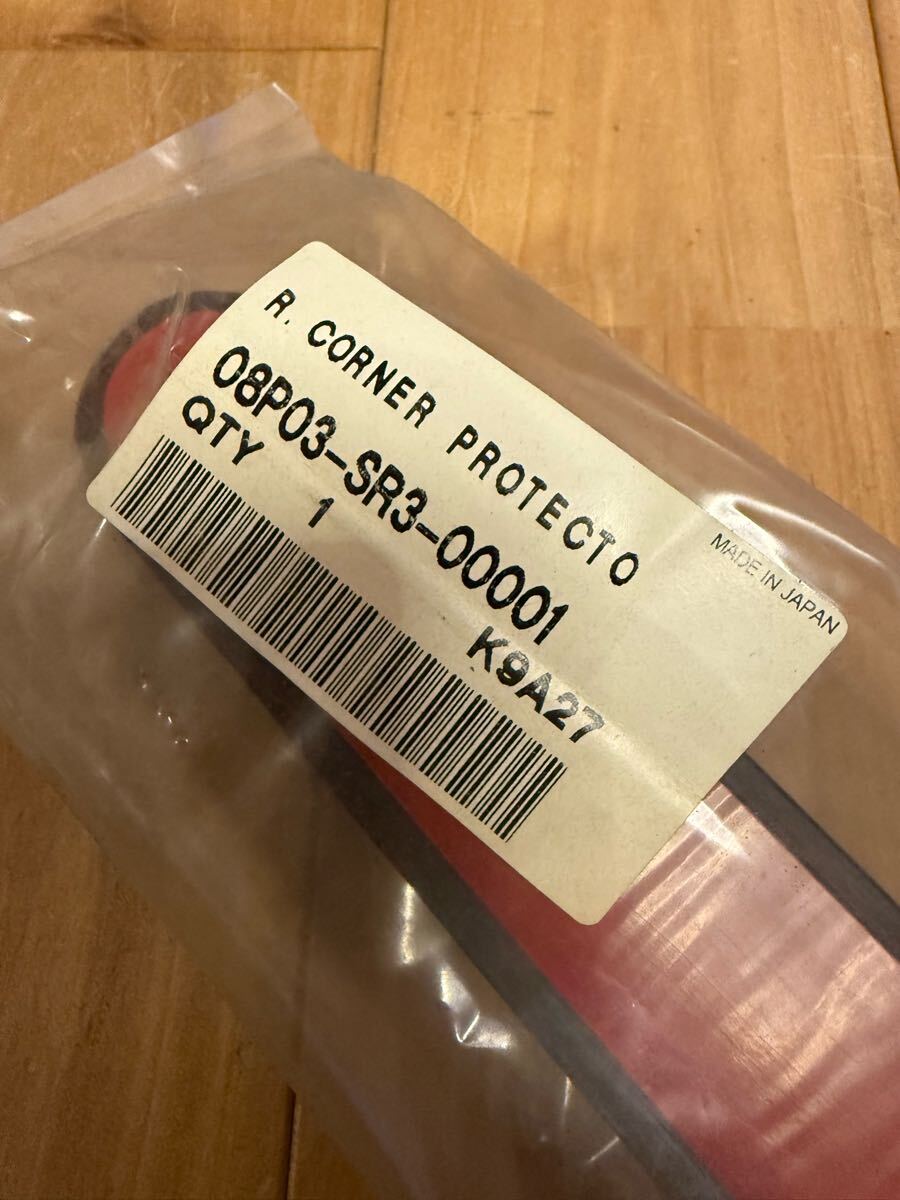 R. CORNER PROTECTO
08P03-SR3-00001
QTY 1 K9A27
MADE IN JAPAN